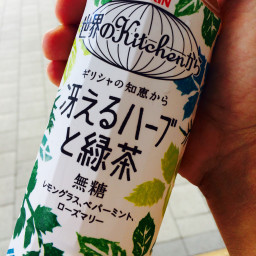 世界のKitchenから
ギリシャの知恵から
冴えるハーブ
と緑茶
無糖
レモングラス、ペパーミント、
ローズマリー